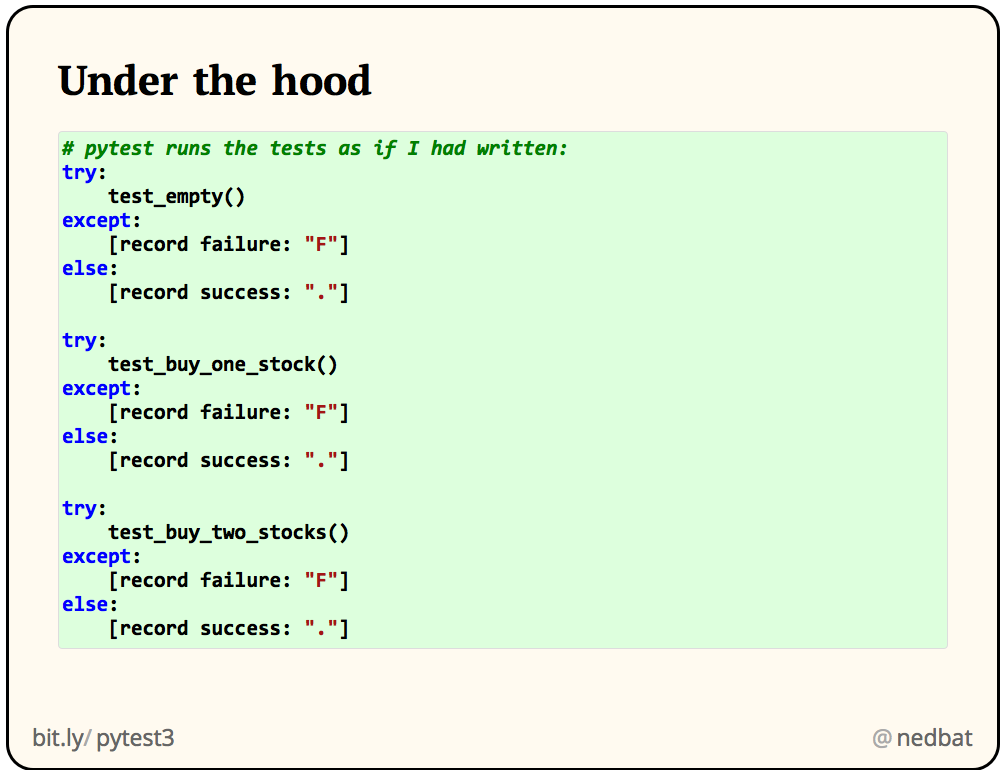 Under the hood
# pytest runs the tests as if I had written:
try:
    test_empty()
except:
    [record failure: "F"]
else:
    [record success: "."]

try:
    test_buy_one_stock()
except:
    [record failure: "F"]
else:
    [record success: "."]

try:
    test_buy_two_stocks()
except:
    [record failure: "F"]
else:
    [record success: "."]
bit.ly/pytest3
@nedbat